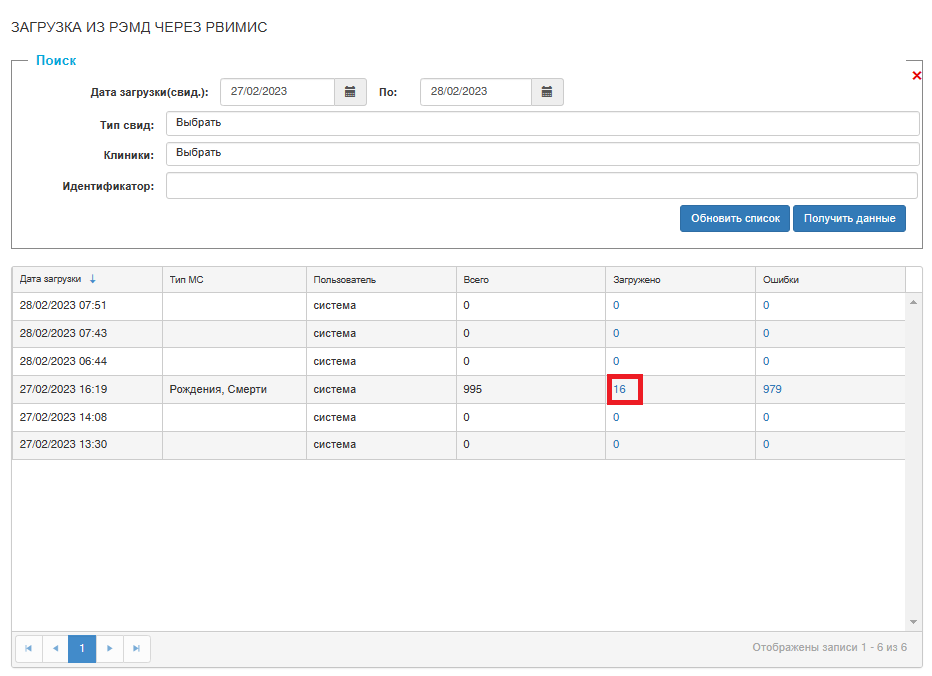 ЗАГРУЗКА ИЗ РЭМД ЧЕРЕЗ РВИМИС
Поиск
Дата загрузки(свид.): 27/02/2023 По: 28/02/2023
Тип свид: Выбрать
Клиники: Выбрать
Идентификатор:
Обновить список Получить данные
Дата загрузки Тип МС Пользователь Всего Загружено Ошибки
28/02/2023 07:51 система 0 0 0
28/02/2023 07:43 система 0 0 0
28/02/2023 06:44 система 0 0 0
27/02/2023 16:19 Рождения, Смерти система 995 16 979
27/02/2023 14:08 система 0 0 0
27/02/2023 13:30 система 0 0 0
1 Отображены записи 1 - 6 из 6